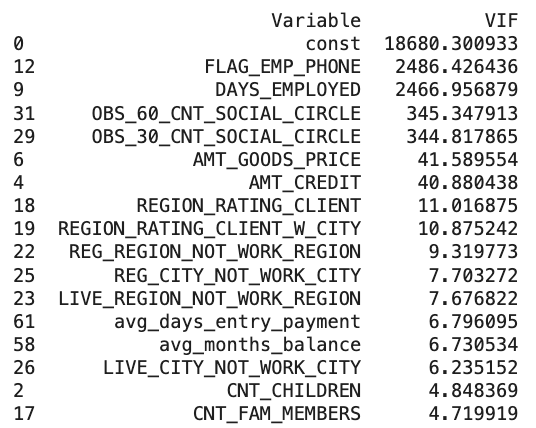 Variable VIF
0 const 18680.300933
12 FLAG_EMP_PHONE 2486.426436
9 DAYS_EMPLOYED 2466.956879
31 OBS_60_CNT_SOCIAL_CIRCLE 345.347913
29 OBS_30_CNT_SOCIAL_CIRCLE 344.817865
6 AMT_GOODS_PRICE 41.589554
4 AMT_CREDIT 40.880438
18 REGION_RATING_CLIENT 11.016875
19 REGION_RATING_CLIENT_W_CITY 10.875242
22 REG_REGION_NOT_WORK_REGION 9.319773
25 REG_CITY_NOT_WORK_CITY 7.703272
23 LIVE_REGION_NOT_WORK_REGION 7.676822
61 avg_days_entry_payment 6.796095
58 avg_months_balance 6.730534
26 LIVE_CITY_NOT_WORK_CITY 6.235152
2 CNT_CHILDREN 4.848369
17 CNT_FAM_MEMBERS 4.719919